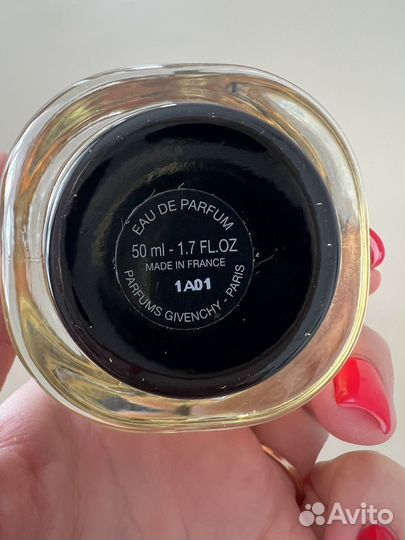 EAU DE PARFUM
50 ml - 1.7 FL.OZ
MADE IN FRANCE
1A01
PARFUMS GIVENCHY - PARIS
Avito